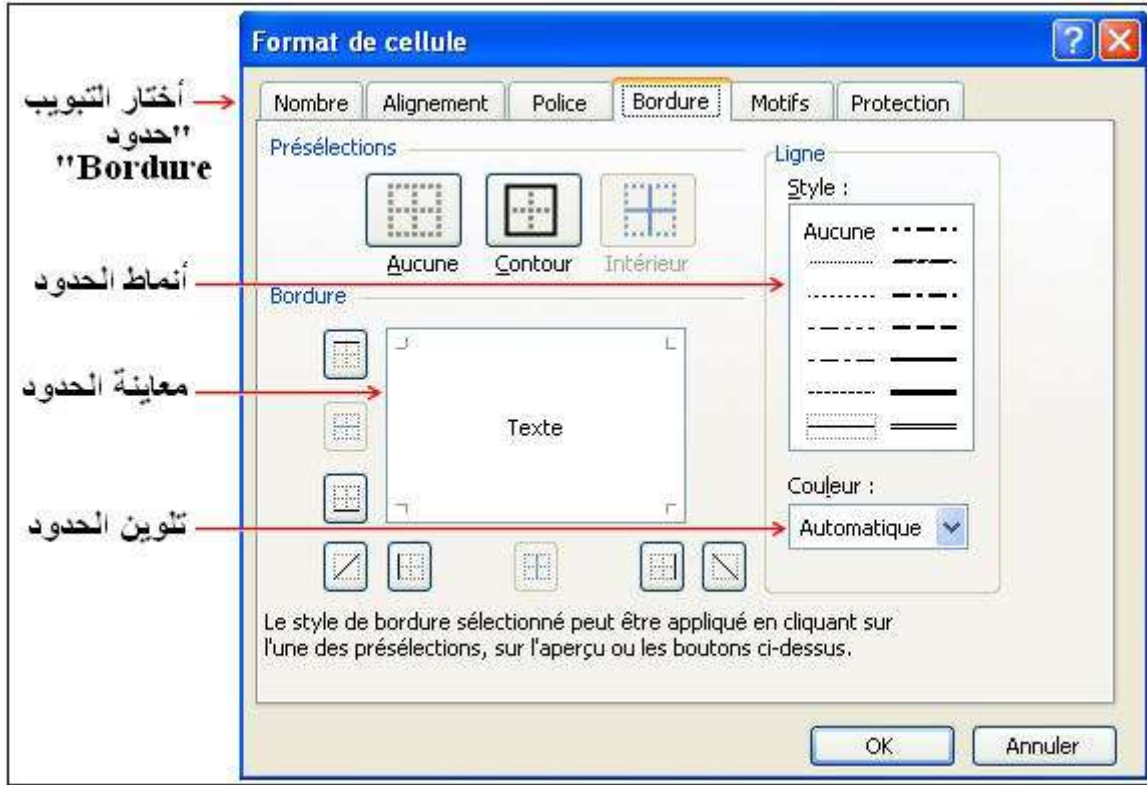 Format de cellule
أختار التبويب
"حدود
Bordure"
Nombre Alignement Police Bordure Motifs Protection
Présélections
Aucune Contour Intérieur
Ligne
Style :
Aucune
أنماط الحدود
Bordure
معاينة الحدود
Texte
Couleur :
Automatique
تلوين الحدود
Le style de bordure sélectionné peut être appliqué en cliquant sur
l'une des présélections, sur l'aperçu ou les boutons ci-dessus.
OK Annuler